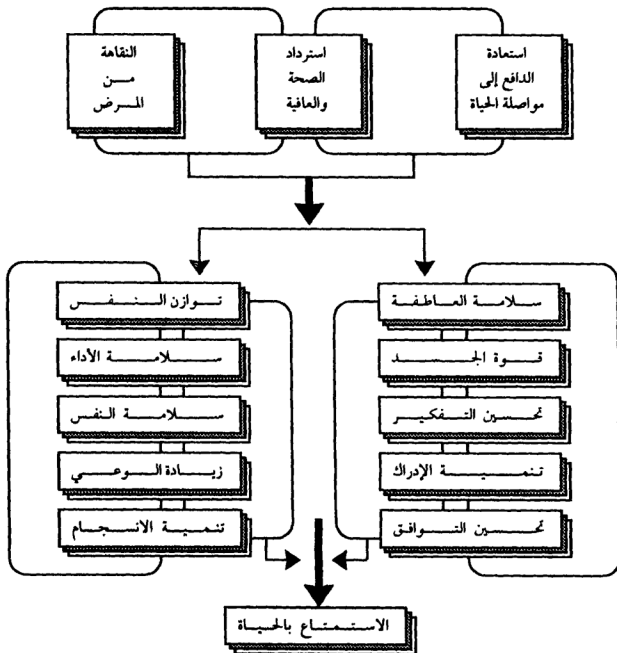 استعادة
الدافع إلى
مواصلة الحياة
استرداد
الصحة
والعافية
النقاهة
من
المرض
سلامة العاطفة
قوة الجسد
تحسين التفكير
تنمية الإدراك
تحسين التوافق
توازن النفس
سلامة الأداء
سلامة النفس
زيادة الوعي
تنمية الانسجام
الاستمتاع بالحياة